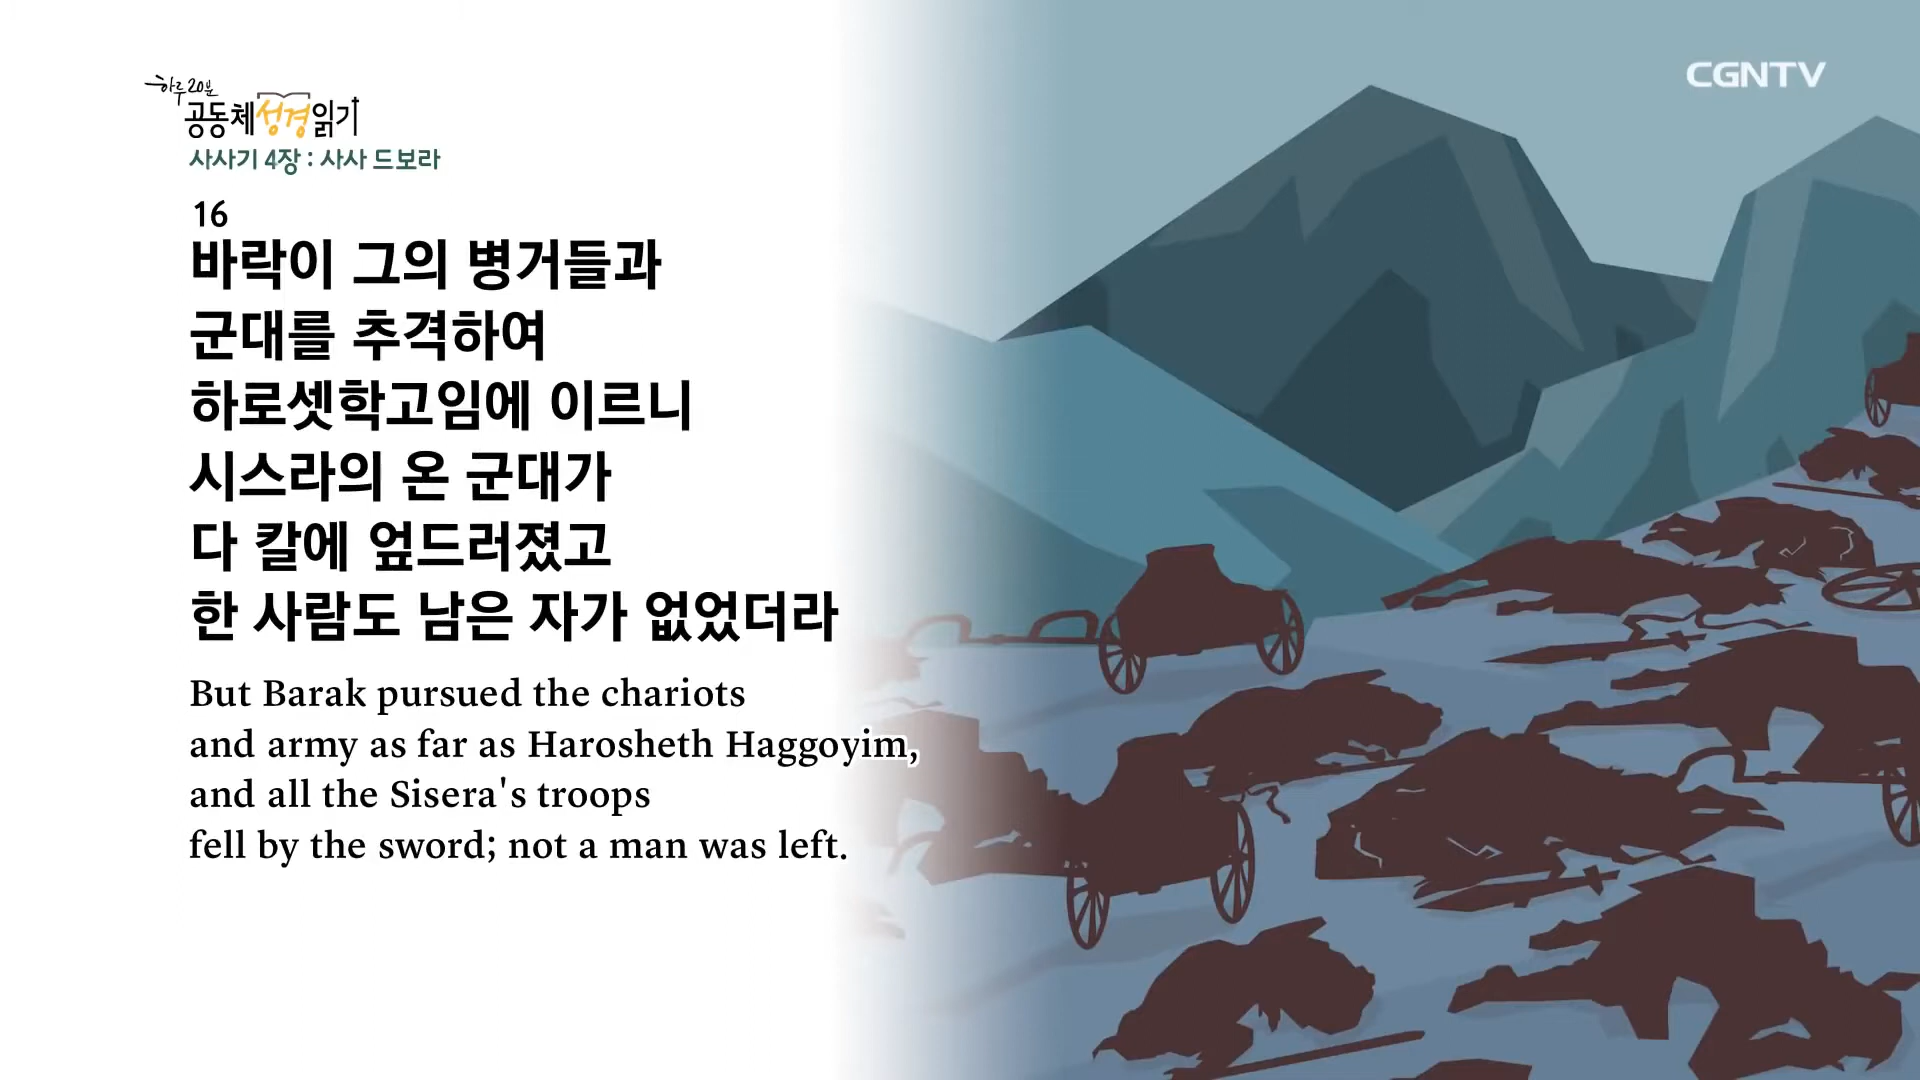 하루 20분
공동체성경읽기
사사기 4장 : 사사 드보라
CGNTV
16
바락이 그의 병거들과
군대를 추격하여
하로셋학고임에 이르니
시스라의 온 군대가
다 칼에 엎드러졌고
한 사람도 남은 자가 없었더라
But Barak pursued the chariots
and army as far as Harosheth Haggoyim,
and all the Sisera's troops
fell by the sword; not a man was left.